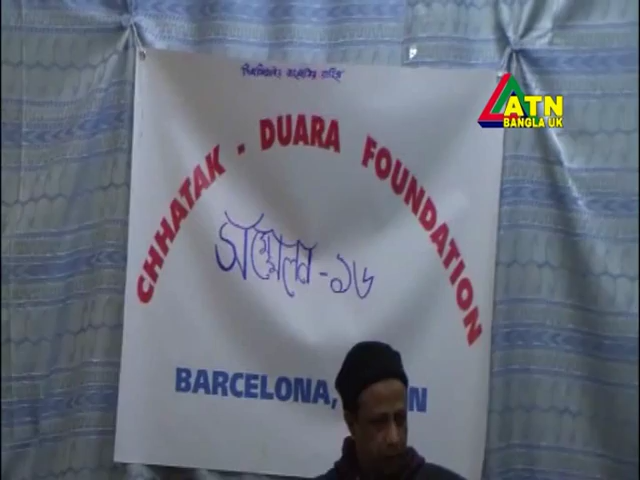 ATN
BANGLA UK
CHHATAK - DUARA FOUNDATION
সম্মেলন - ১৬
BARCELONA,